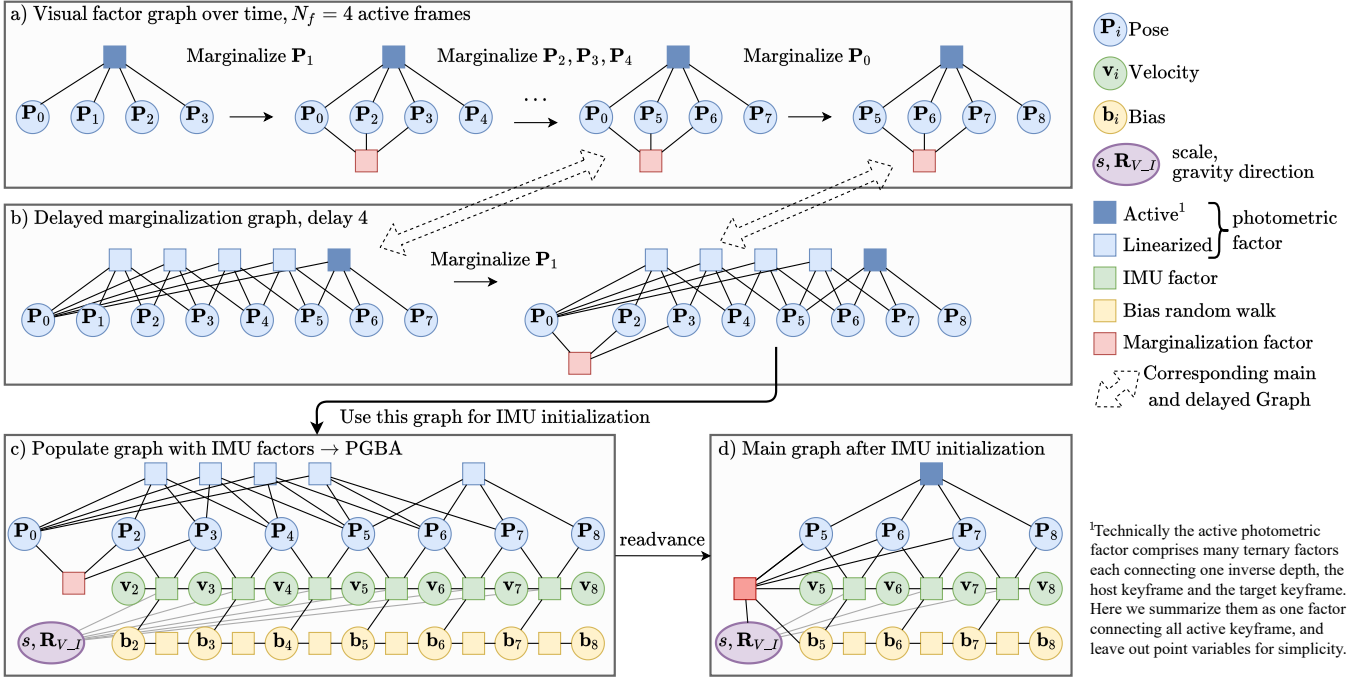 a) Visual factor graph over time, N_f = 4 active frames
Marginalize P_1
Marginalize P_2, P_3, P_4
Marginalize P_0
P_0 P_1 P_2 P_3
P_0 P_2 P_3 P_4
...
P_0 P_5 P_6 P_7
P_5 P_6 P_7 P_8
b) Delayed marginalization graph, delay 4
Marginalize P_1
P_0 P_1 P_2 P_3 P_4 P_5 P_6 P_7
P_0 P_2 P_3 P_4 P_5 P_6 P_7 P_8
Use this graph for IMU initialization
c) Populate graph with IMU factors → PGBA
P_0 P_2 P_3 P_4 P_5 P_6 P_7 P_8
v_2 v_3 v_4 v_5 v_6 v_7 v_8
s, R_V_I
b_2 b_3 b_4 b_5 b_6 b_7 b_8
readvance
d) Main graph after IMU initialization
P_5 P_6 P_7 P_8
v_5 v_6 v_7 v_8
s, R_V_I
b_5 b_6 b_7 b_8
P_i Pose
v_i Velocity
b_i Bias
s, R_V_I
scale,
gravity direction
Active¹
Linearized
photometric
factor
IMU factor
Bias random walk
Marginalization factor
Corresponding main
and delayed Graph
¹Technically the active photometric
factor comprises many ternary factors
each connecting one inverse depth, the
host keyframe and the target keyframe.
Here we summarize them as one factor
connecting all active keyframe, and
leave out point variables for simplicity.